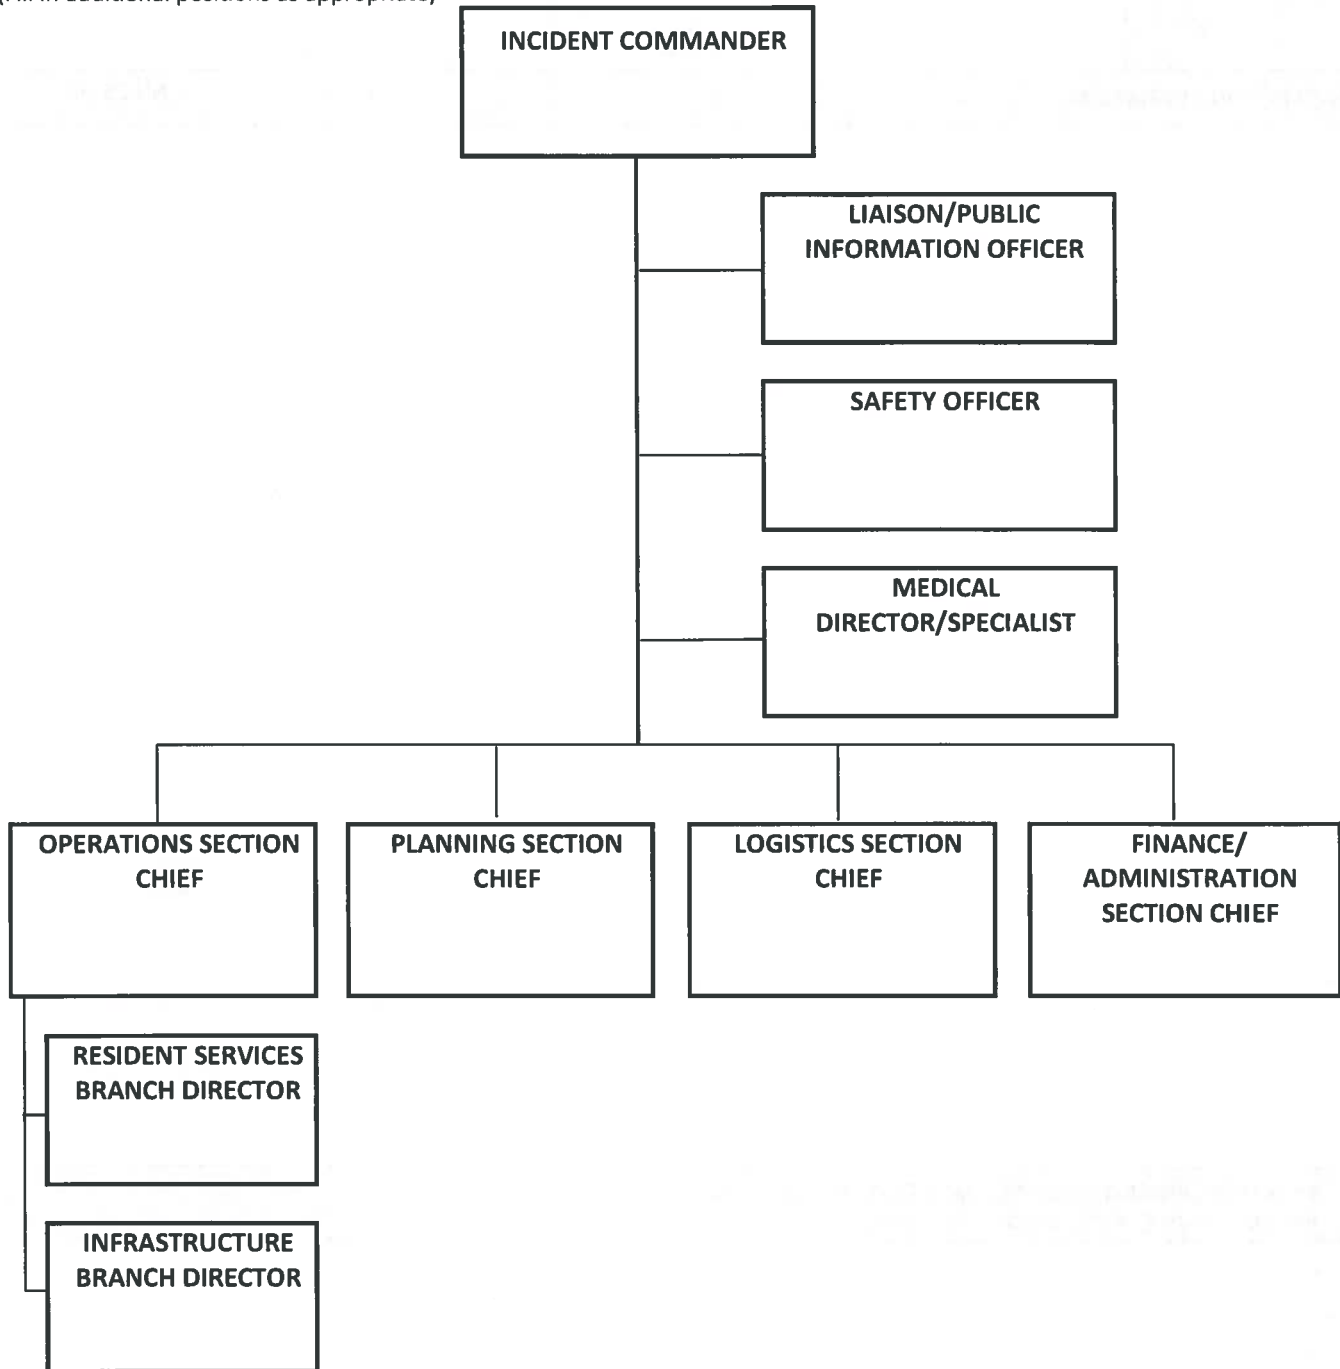 INCIDENT COMMANDER
LIAISON/PUBLIC
INFORMATION OFFICER
SAFETY OFFICER
MEDICAL
DIRECTOR/SPECIALIST
OPERATIONS SECTION
CHIEF
PLANNING SECTION
CHIEF
LOGISTICS SECTION
CHIEF
FINANCE/
ADMINISTRATION
SECTION CHIEF
RESIDENT SERVICES
BRANCH DIRECTOR
INFRASTRUCTURE
BRANCH DIRECTOR